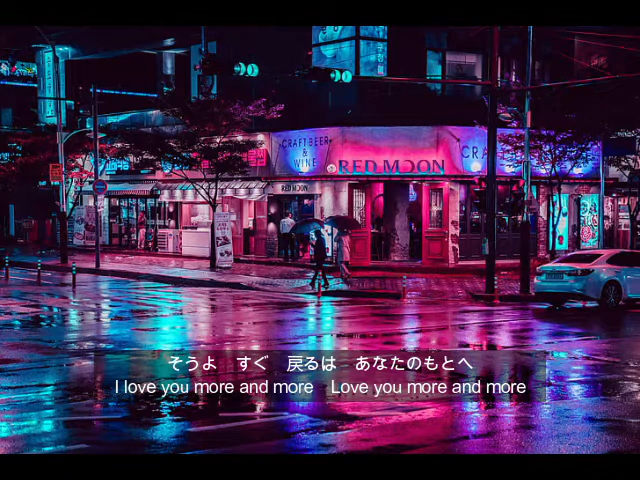 CRAFT BEER
&
WINE
RED MOON
CRA
RED MOON
そうよ　すぐ　戻るは　あなたのもとへ
I love you more and more　Love you more and more